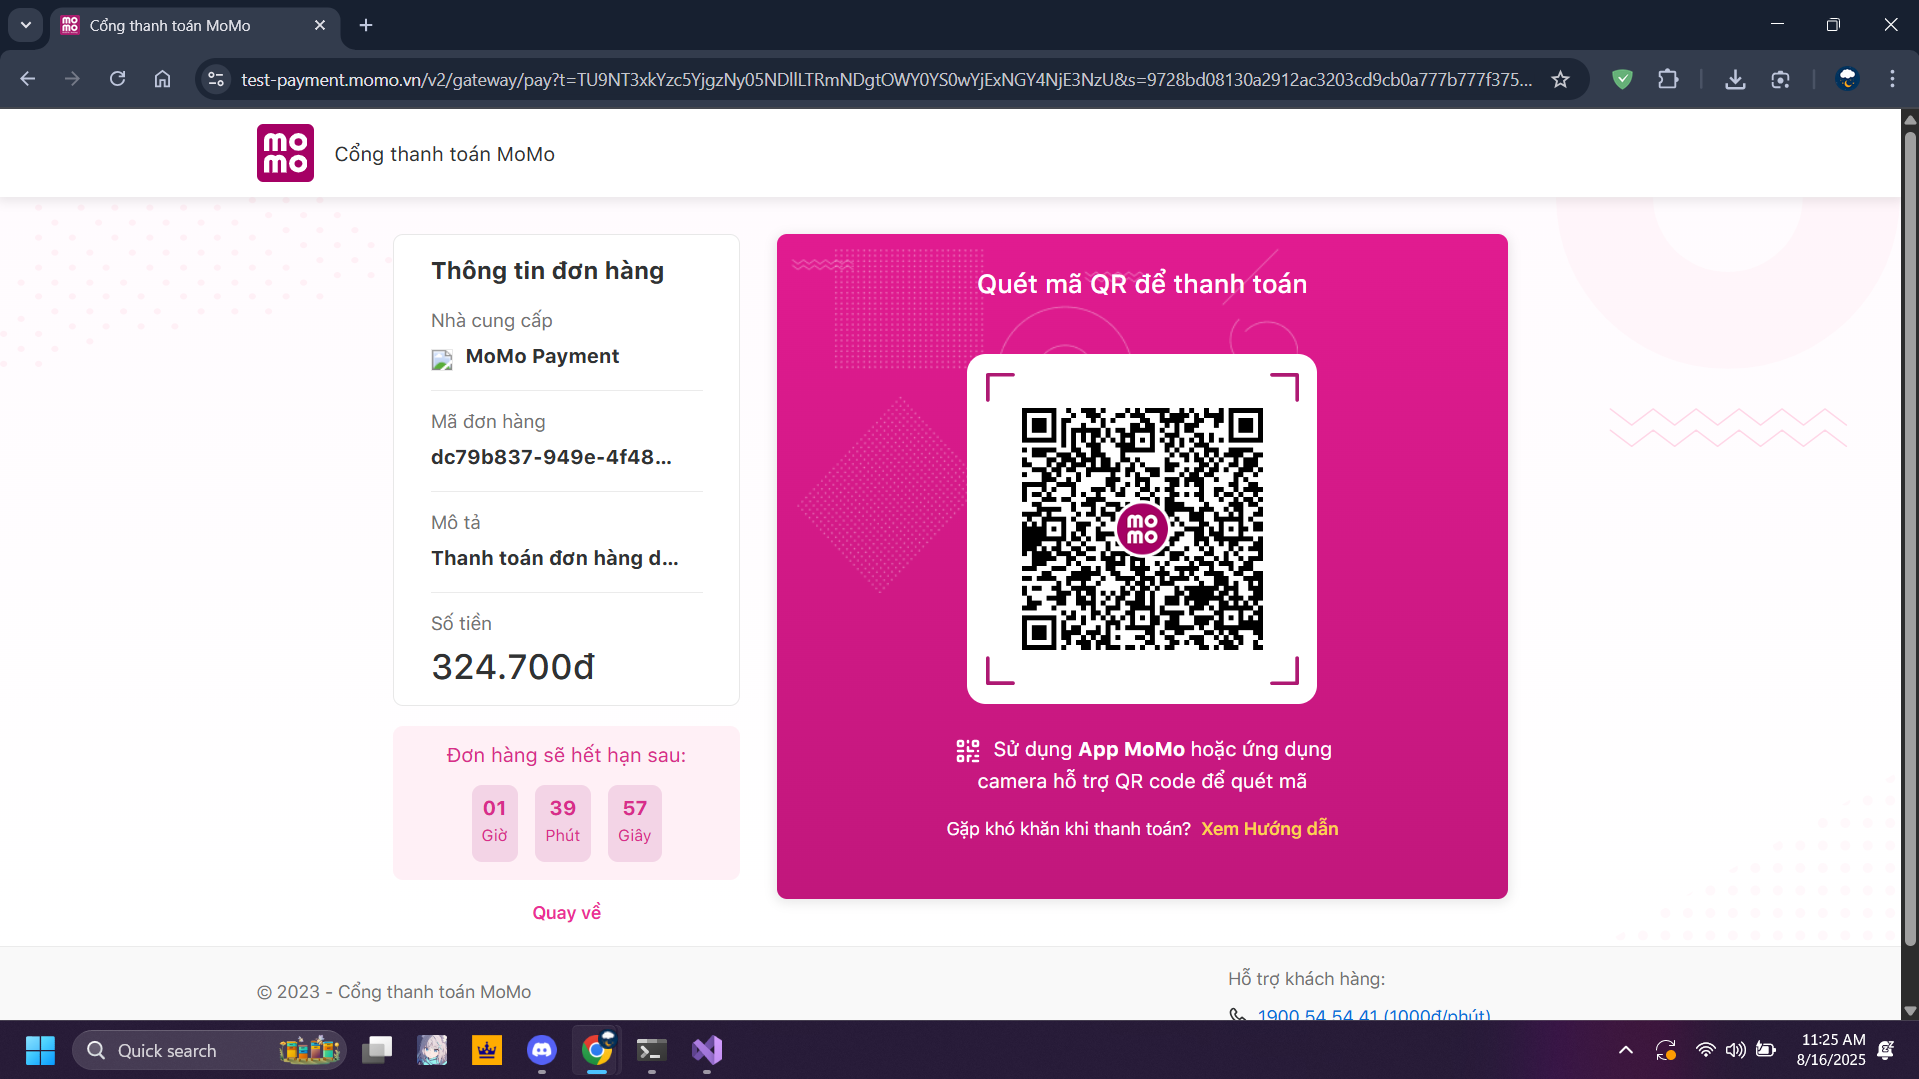 Cổng thanh toán MoMo
test-payment.momo.vn/v2/gateway/pay?t=TU9NT3xkYzc5YjgzNy05NDllLTRmNDgtOWY0YS0wYjExNGY4NjE3NzU&s=9728bd08130a2912ac3203cd9cb0a777b777f375...
mo
mo
Cổng thanh toán MoMo
Thông tin đơn hàng
Nhà cung cấp
MoMo Payment
Mã đơn hàng
dc79b837-949e-4f48...
Mô tả
Thanh toán đơn hàng d...
Số tiền
324.700đ
Đơn hàng sẽ hết hạn sau:
01 39 57
Giờ Phút Giây
Quay về
Quét mã QR để thanh toán
mo
mo
Sử dụng App MoMo hoặc ứng dụng
camera hỗ trợ QR code để quét mã
Gặp khó khăn khi thanh toán? Xem Hướng dẫn
© 2023 - Cổng thanh toán MoMo
Hỗ trợ khách hàng:
1900 54 54 41 (1000đ/phút)
Quick search
11:25 AM
8/16/2025